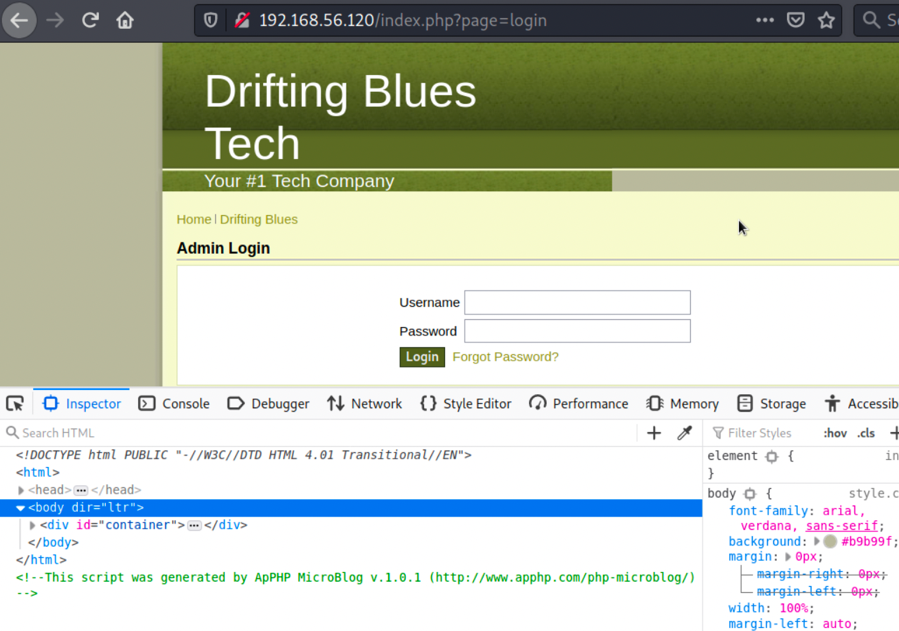 192.168.56.120/index.php?page=login
Drifting Blues
Tech
Your #1 Tech Company
Home | Drifting Blues
Admin Login
Username
Password
Login Forgot Password?
Inspector Console Debugger Network {} Style Editor Performance Memory Storage Accessib
Search HTML + Filter Styles :hov .cls +
<!DOCTYPE html PUBLIC "-//W3C//DTD HTML 4.01 Transitional//EN"> element { in
<html> }
<head> ... </head> body { style.c
<body dir="ltr"> font-family: arial,
<div id="container"> ... </div> verdana, sans-serif;
</body> background: #b9b99f;
</html> margin: 0px;
<!--This script was generated by ApPHP MicroBlog v.1.0.1 (http://www.apphp.com/php-microblog/) margin-right: 0px;
--> margin-left: 0px;
width: 100%;
margin-left: auto;